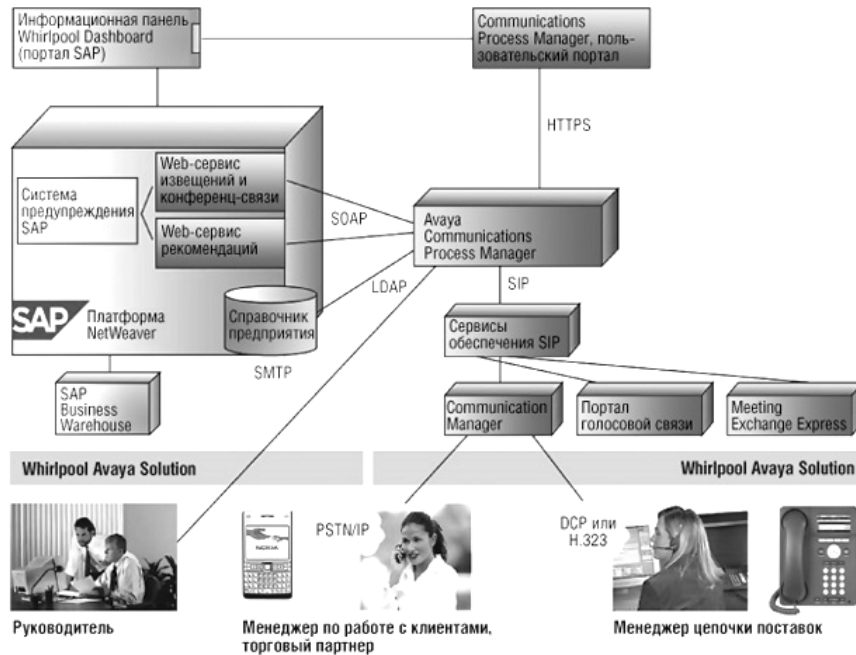 Информационная панель
Whirlpool Dashboard
(портал SAP)
Communications
Process Manager, поль-
зовательский портал
HTTPS
Web-сервис
извещений и
конференц-связи
Система
предупреждения
SAP
Web-сервис
рекомендаций
SOAP
Avaya
Communications
Process Manager
LDAP
SIP
SAP
Платформа
NetWeaver
Справочник
предприятия
Сервисы
обеспечения SIP
SMTP
SAP
Business
Warehouse
Communication
Manager
Портал
голосовой связи
Meeting
Exchange Express
Whirlpool Avaya Solution
Whirlpool Avaya Solution
NOKIA
PSTN/IP
DCP или
H.323
Руководитель
Менеджер по работе с клиентами,
торговый партнер
Менеджер цепочки поставок